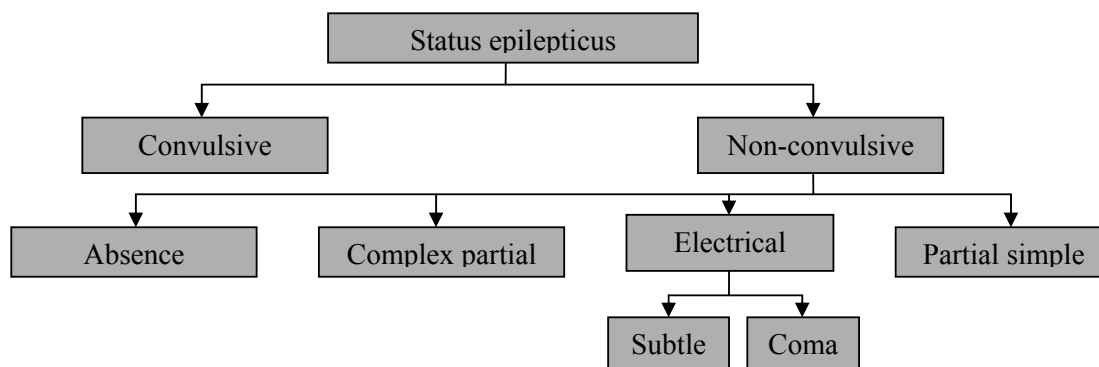 Status epilepticus
Convulsive
Non-convulsive
Absence
Complex partial
Electrical
Partial simple
Subtle
Coma